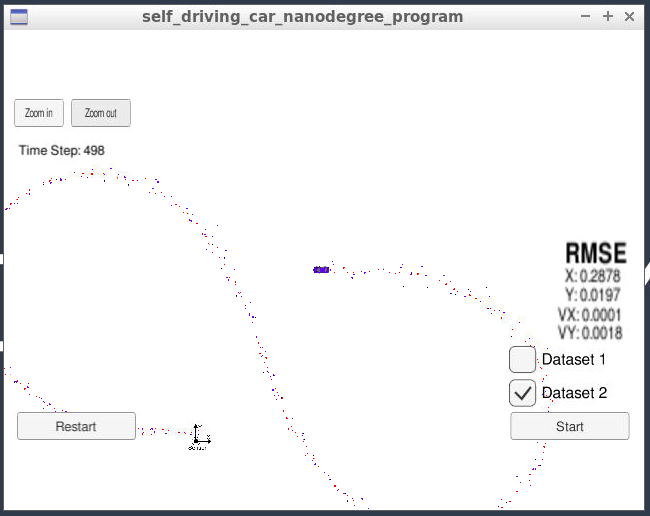 self_driving_car_nanodegree_program
Zoom in
Zoom out
Time Step: 498
RMSE
X: 0.2878
Y: 0.0197
VX: 0.0001
VY: 0.0018
Dataset 1
Dataset 2
Restart
Start
Sensor